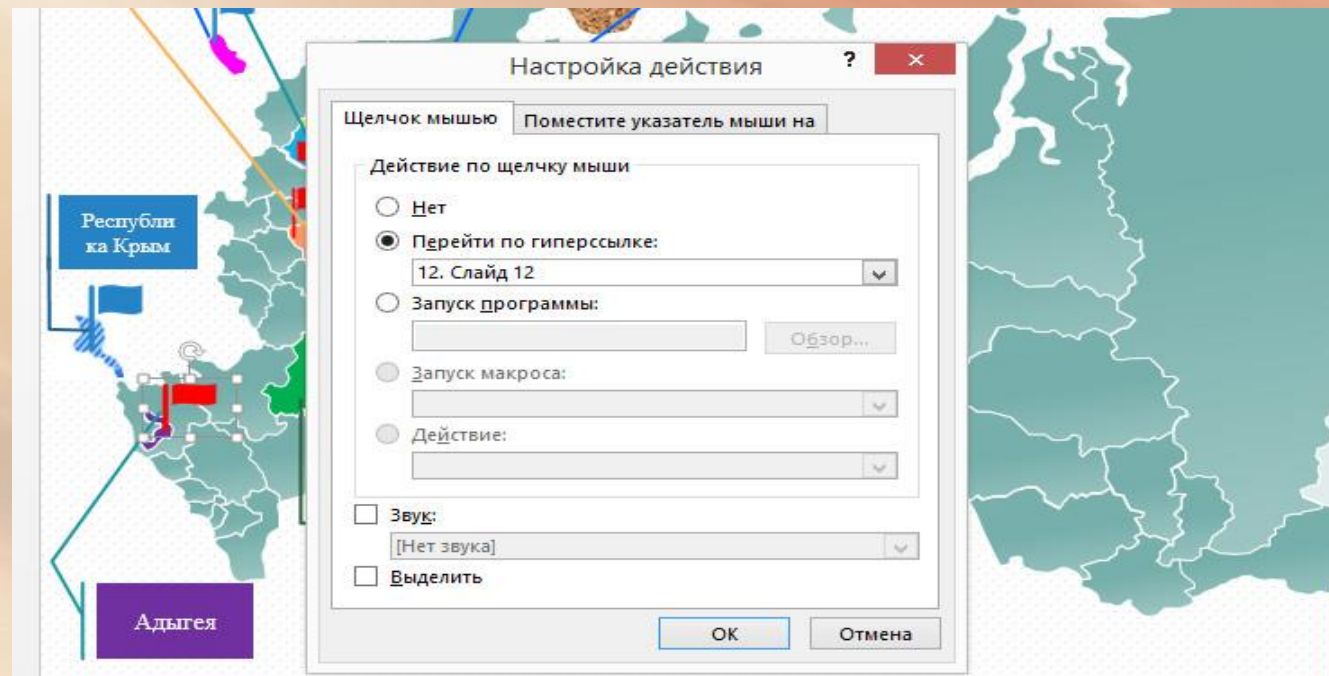 Настройка действия
?
Щелчок мышью
Поместите указатель мыши на
Действие по щелчку мыши
Нет
Перейти по гиперссылке:
12. Слайд 12
Запуск программы:
Обзор...
Запуск макроса:
Действие:
Звук:
[Нет звука]
Выделить
ОК
Отмена
Республи
ка Крым
Адыгея